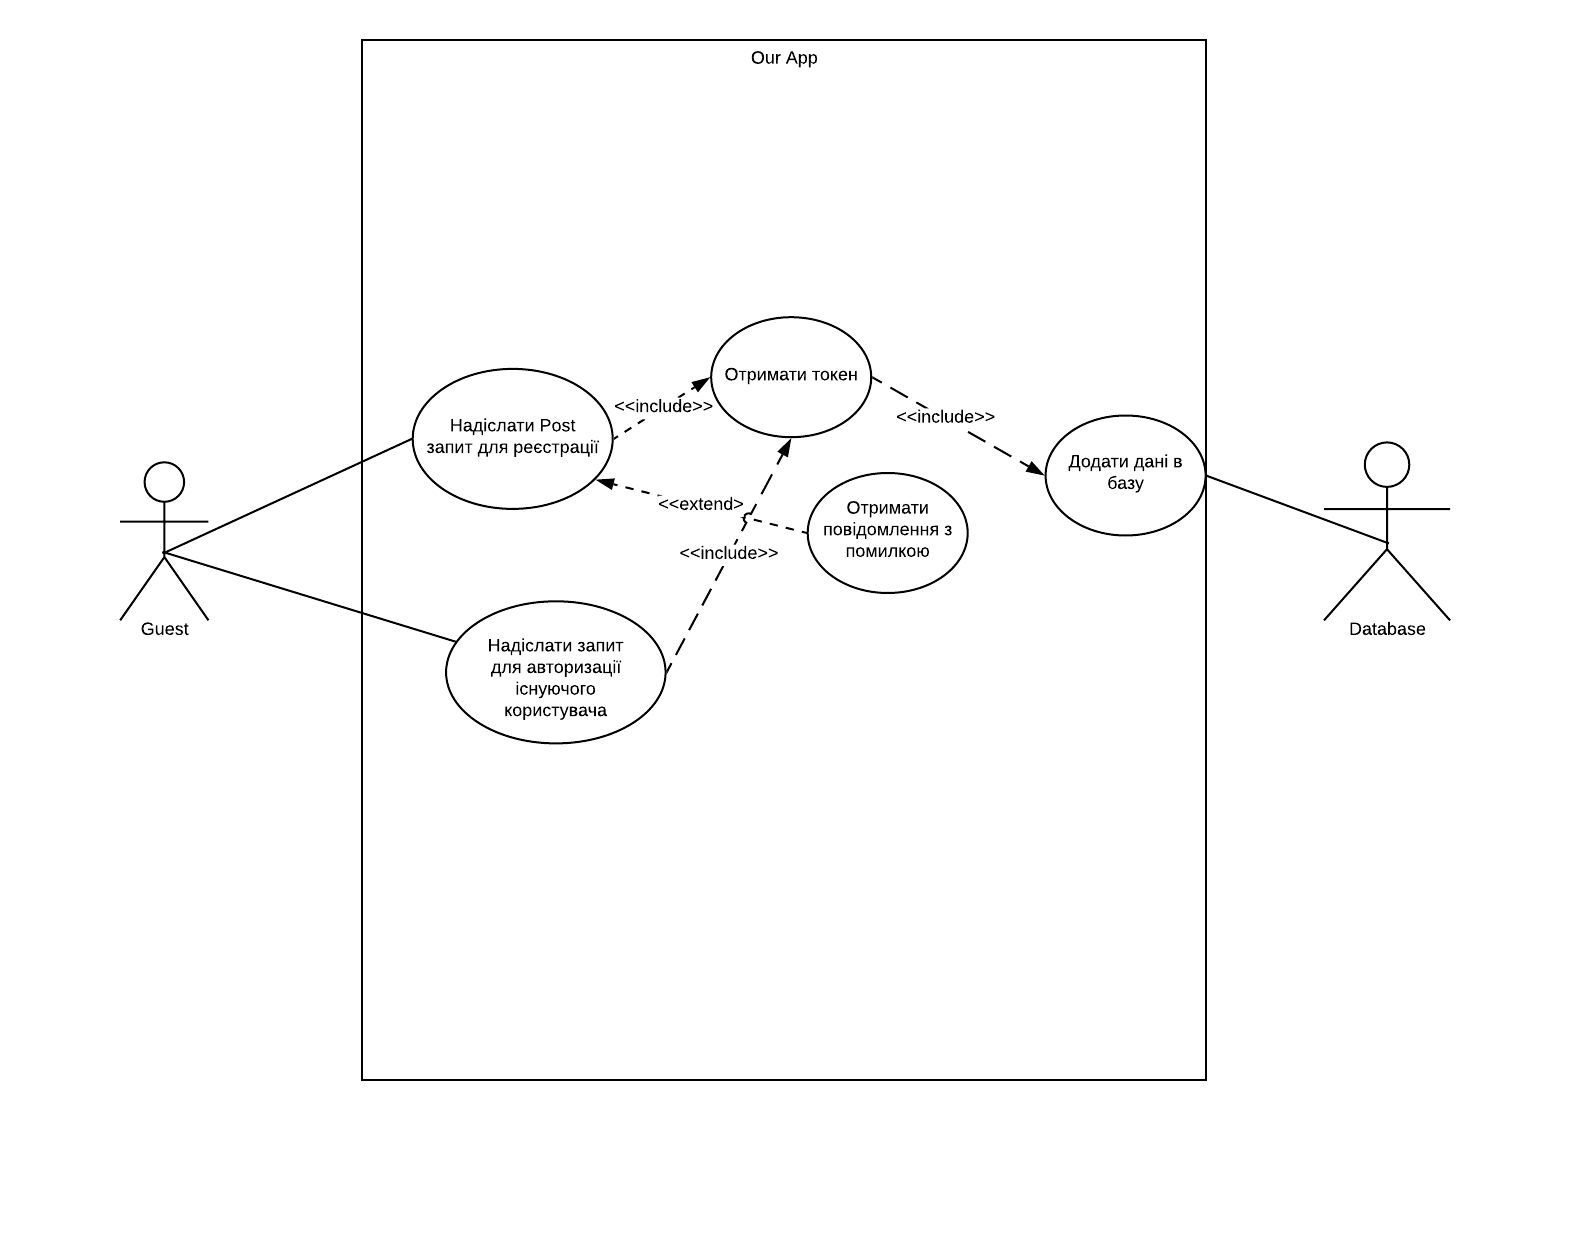 Our App
Отримати токен
Надіслати Post
запит для реєстрації
<<include>>
<<include>>
Додати дані в
базу
<<extend>
Отримати
повідомлення з
помилкою
<<include>>
Guest
Database
Надіслати запит
для авторизації
існуючого
користувача